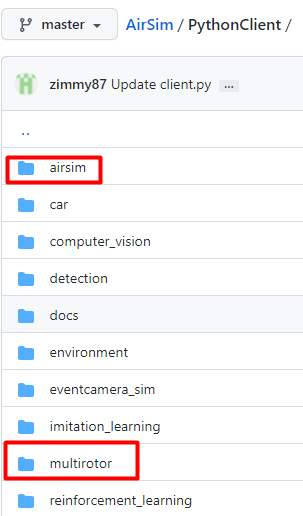 master AirSim / PythonClient /
zimmy87 Update client.py ...
..
airsim
car
computer_vision
detection
docs
environment
eventcamera_sim
imitation_learning
multirotor
reinforcement_learning